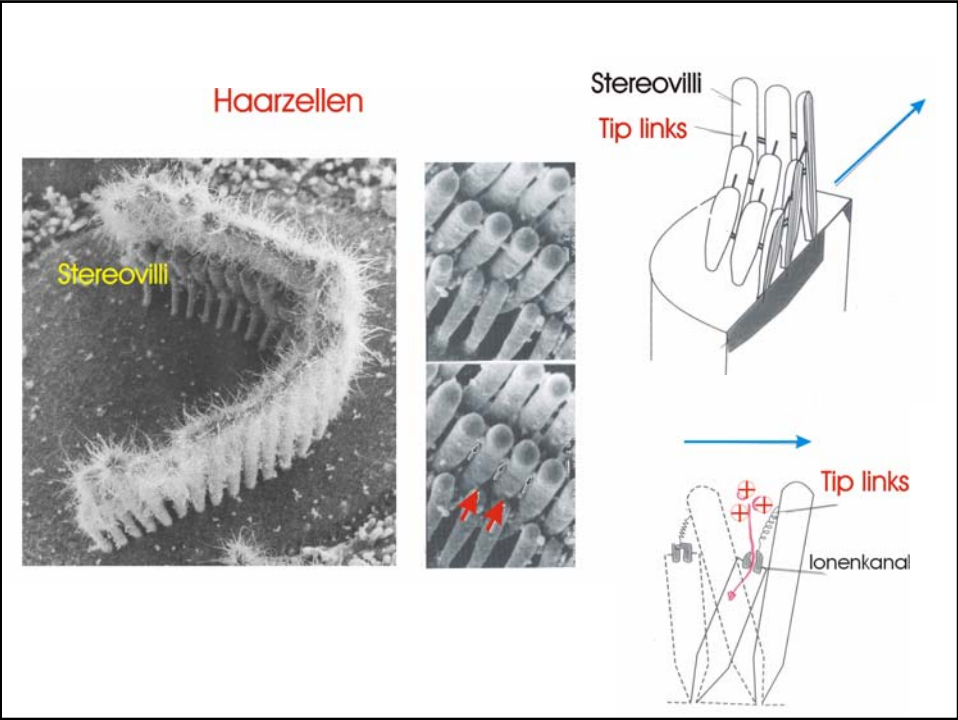 Haarzellen
Stereovilli
Stereovilli
Tip links
Tip links
Ionenkanal